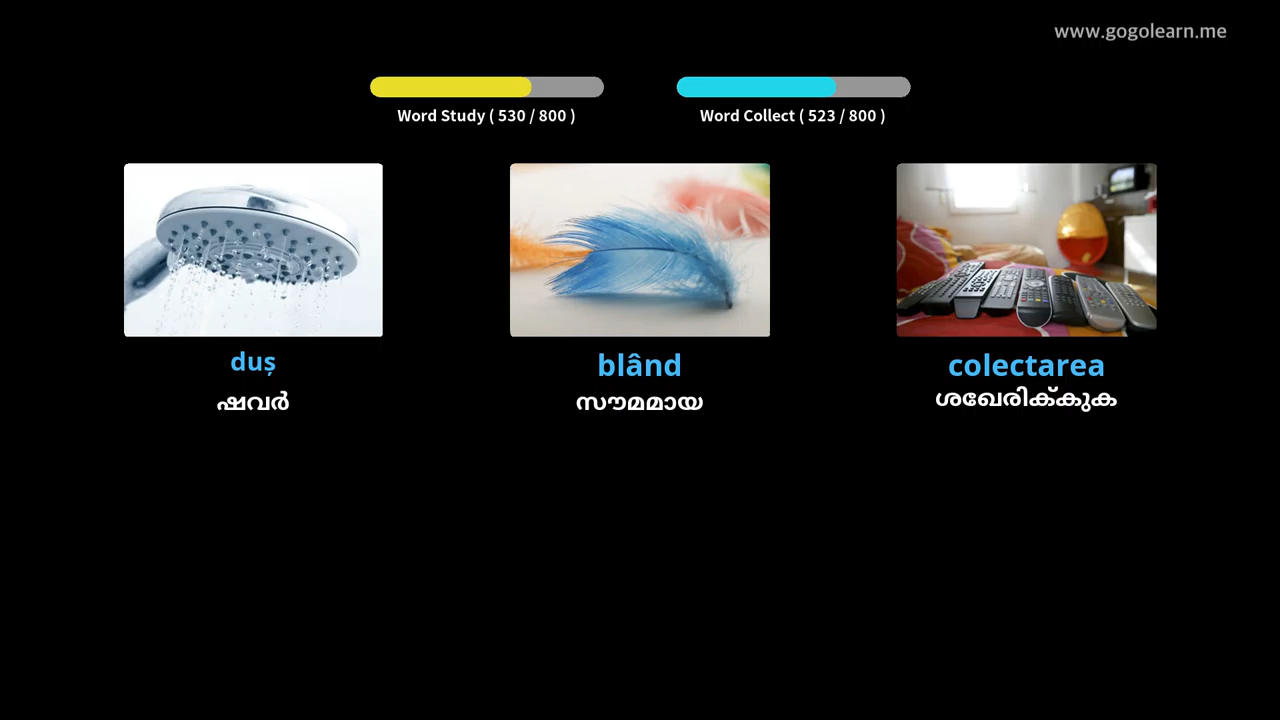 www.gogolearn.me
Word Study ( 530 / 800 )
Word Collect ( 523 / 800 )
duș
blând
colectarea
ഷവർ
സൗമമായ
ശഖേരിക്കുക